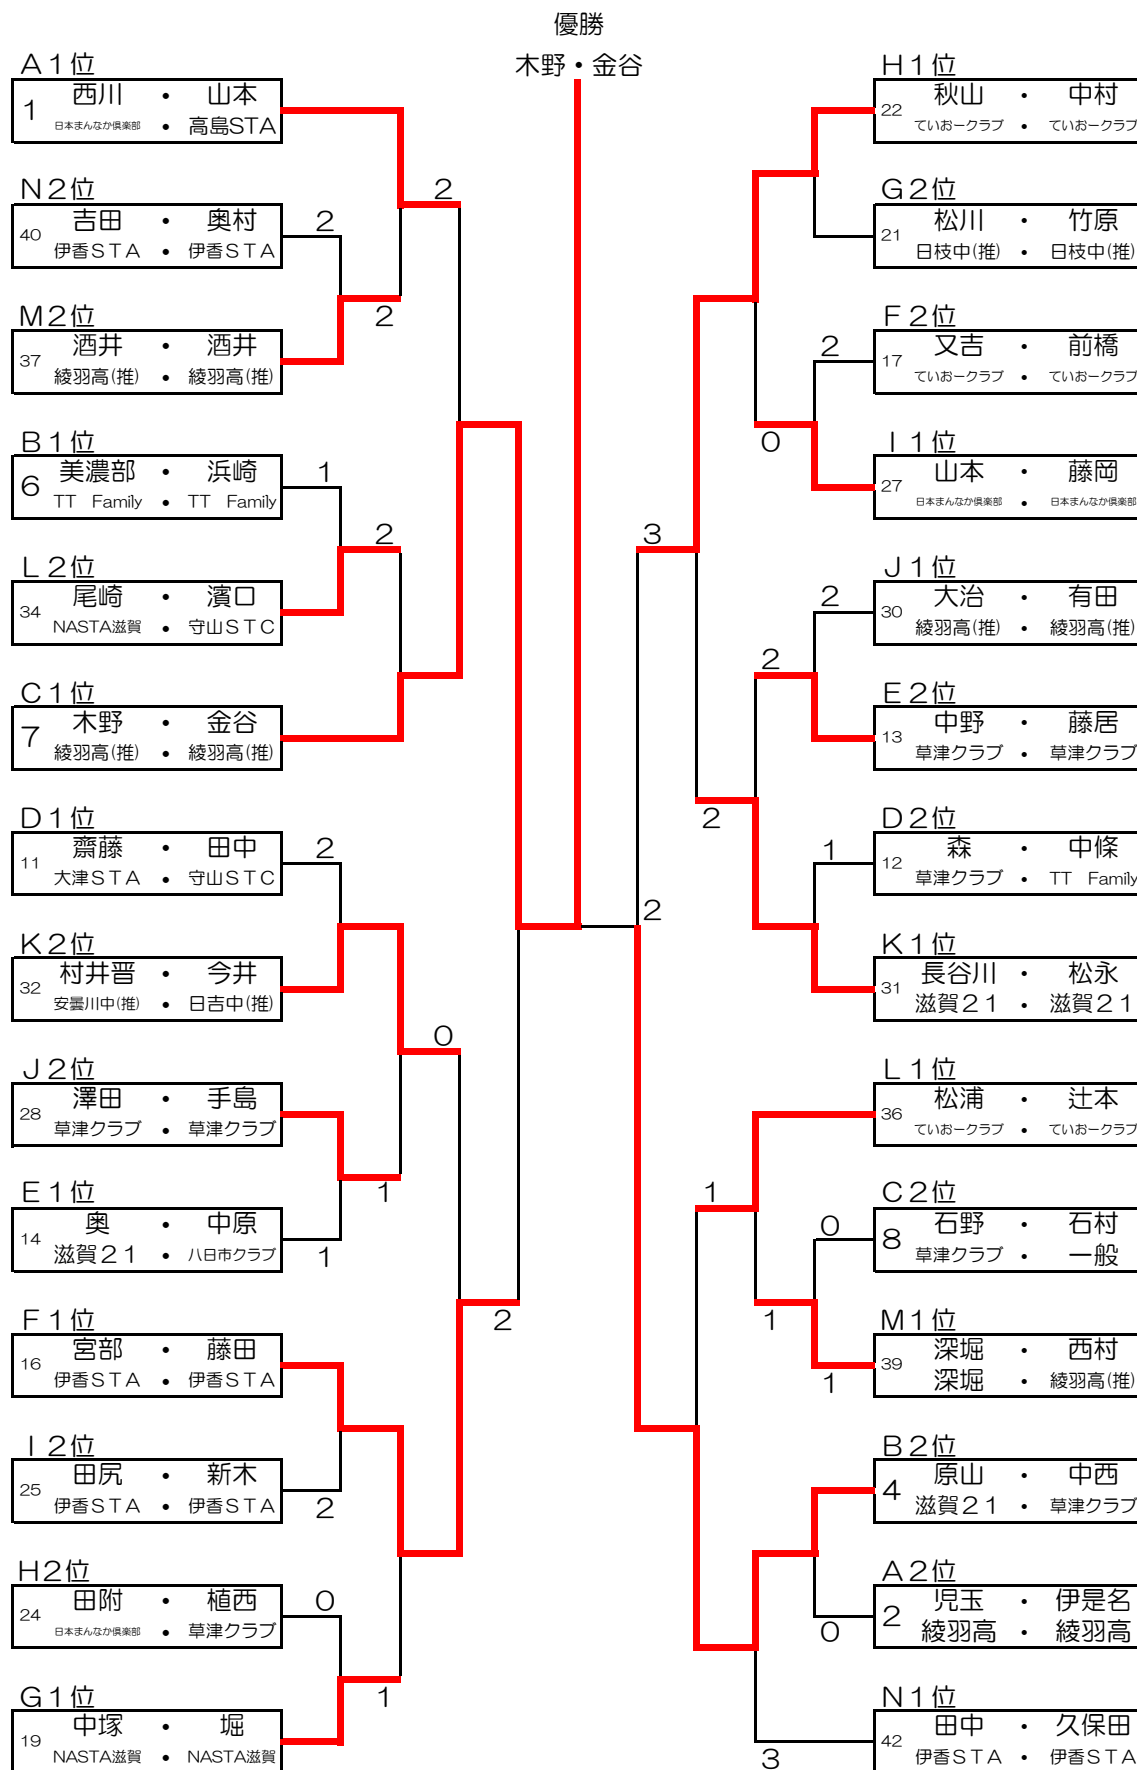 優勝
木野・金谷
A1位
1 西川 ・ 山本
日本まんなか倶楽部 ・ 高島STA
2
N2位
40 吉田 ・ 奥村
伊香STA ・ 伊香STA
2
2
M2位
37 酒井 ・ 酒井
綾羽高(推) ・ 綾羽高(推)
B1位
6 美濃部 ・ 浜崎
TT Family ・ TT Family
1
2
L2位
34 尾崎 ・ 濱口
NASTA滋賀 ・ 守山STC
C1位
7 木野 ・ 金谷
綾羽高(推) ・ 綾羽高(推)
D1位
11 齋藤 ・ 田中
大津STA ・ 守山STC
2
K2位
32 村井晋 ・ 今井
安曇川中(推) ・ 日吉中(推)
0
J2位
28 澤田 ・ 手島
草津クラブ ・ 草津クラブ
1
E1位
14 奥 ・ 中原
滋賀21 ・ 八日市クラブ
1
2
F1位
16 宮部 ・ 藤田
伊香STA ・ 伊香STA
I2位
25 田尻 ・ 新木
伊香STA ・ 伊香STA
2
H2位
24 田附 ・ 植西
日本まんなか倶楽部 ・ 草津クラブ
0
1
G1位
19 中塚 ・ 堀
NASTA滋賀 ・ NASTA滋賀
H1位
22 秋山 ・ 中村
ていおークラブ ・ ていおークラブ
G2位
21 松川 ・ 竹原
日枝中(推) ・ 日枝中(推)
F2位
2
17 又吉 ・ 前橋
ていおークラブ ・ ていおークラブ
0
I1位
27 山本 ・ 藤岡
日本まんなか倶楽部 ・ 日本まんなか倶楽部
3
J1位
2
30 大治 ・ 有田
綾羽高(推) ・ 綾羽高(推)
2
E2位
13 中野 ・ 藤居
草津クラブ ・ 草津クラブ
2
D2位
1
12 森 ・ 中條
草津クラブ ・ TT Family
2
K1位
31 長谷川 ・ 松永
滋賀21 ・ 滋賀21
L1位
36 松浦 ・ 辻本
ていおークラブ ・ ていおークラブ
1
C2位
0
8 石野 ・ 石村
草津クラブ ・ 一般
1
M1位
39 深堀 ・ 西村
深堀 ・ 綾羽高(推)
1
B2位
4 原山 ・ 中西
滋賀21 ・ 草津クラブ
A2位
2 児玉 ・ 伊是名
綾羽高 ・ 綾羽高
0
N1位
42 田中 ・ 久保田
伊香STA ・ 伊香STA
3